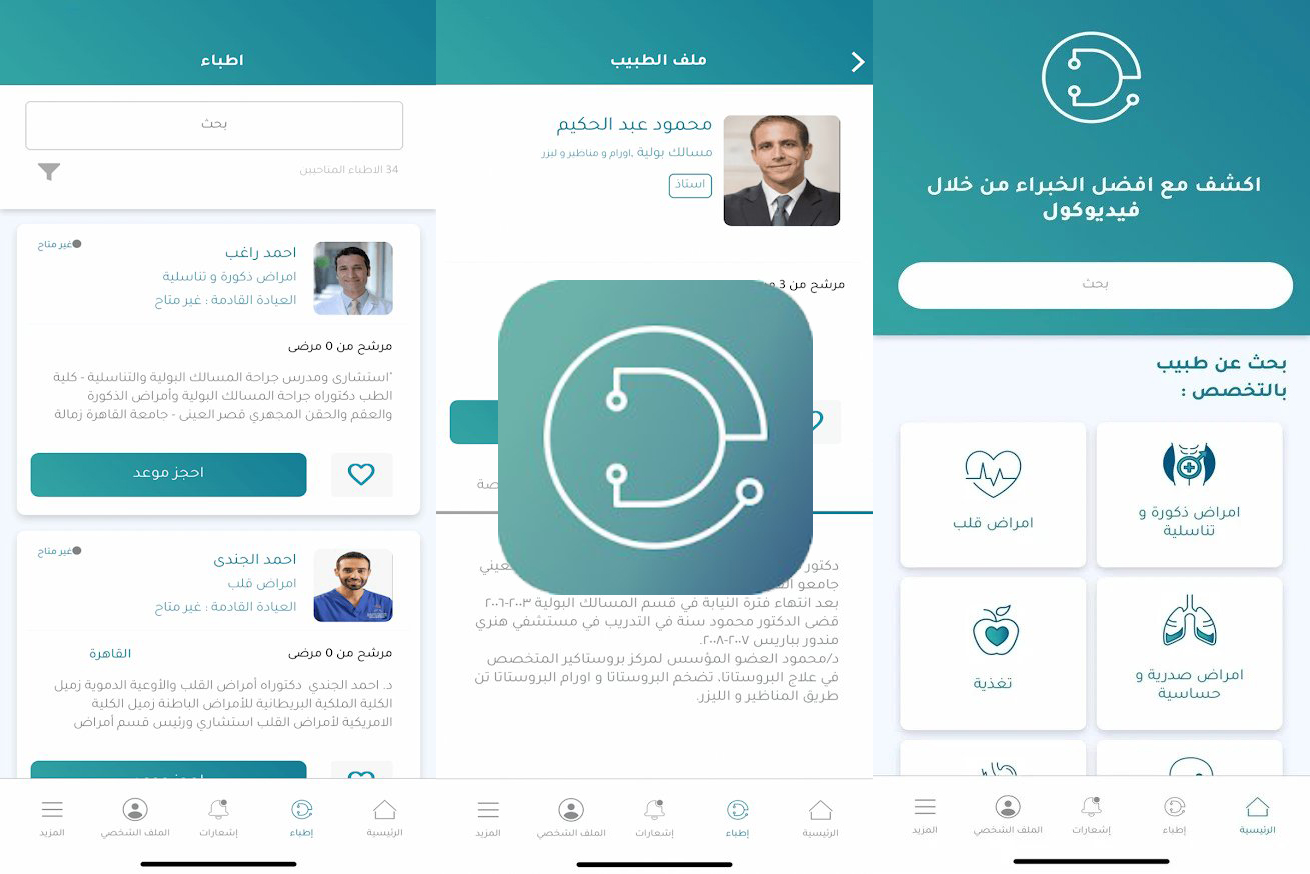 اكشف مع افضل الخبراء من خلال
فيديوكول
بحث
بحث عن طبيب
بالتخصص :
امراض ذكورة و
تناسلية
امراض قلب
امراض صدرية و
حساسية
تغذية
الرئيسية
إطباء
إشعارات
الملف الشخصي
المزيد
ملف الطبيب
محمود عبد الحكيم
مسالك بولية ,اورام و مناظير و ليزر
استاذ
مرشح من 3
صة
دكتور
عيني
جامعو
بعد انتهاء فترة النيابة في قسم المسالك البولية ٢٠٠٣-٢٠٠٦
قضى الدكتور محمود سنة في التدريب في مستشفي هنري
مندور بباريس ٢٠٠٧-٢٠٠٨.
د/محمود العضو المؤسس لمركز بروستاكير المتخصص
في علاج البروستاتا، تضخم البروستاتا و اورام البروستاتا تن
طريق المناظير و الليزر.
الرئيسية
إطباء
إشعارات
الملف الشخصي
المزيد
اطباء
بحث
34 الاطباء المتاحين
احمد راغب
غير متاح
امراض ذكورة و تناسلية
العيادة القادمة : غير متاح
مرشح من 0 مرضى
"استشارى ومدرس جراحة المسالك البولية والتناسلية - كلية
الطب دكتوراه جراحة المسالك البولية وأمراض الذكورة
والعقم والحقن المجهري قصر العينى - جامعة القاهرة زمالة
احجز موعد
احمد الجندى
غير متاح
امراض قلب
العيادة القادمة : غير متاح
مرشح من 0 مرضى
القاهرة
د. احمد الجندي دكتوراه أمراض القلب والأوعية الدموية زميل
الكلية الملكية البريطانية للأمراض الباطنة زميل الكلية
الامريكية لأمراض القلب استشاري ورئيس قسم أمراض
الرئيسية
إطباء
إشعارات
الملف الشخصي
المزيد